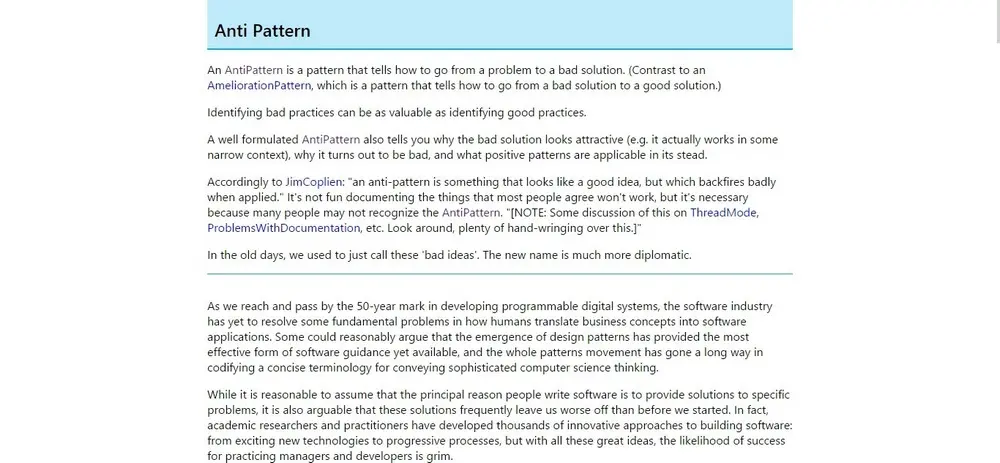 Anti Pattern
An AntiPattern is a pattern that tells how to go from a problem to a bad solution. (Contrast to an
AmeliorationPattern, which is a pattern that tells how to go from a bad solution to a good solution.)
Identifying bad practices can be as valuable as identifying good practices.
A well formulated AntiPattern also tells you why the bad solution looks attractive (e.g. it actually works in some
narrow context), why it turns out to be bad, and what positive patterns are applicable in its stead.
Accordingly to JimCoplien: "an anti-pattern is something that looks like a good idea, but which backfires badly
when applied." It's not fun documenting the things that most people agree won't work, but it's necessary
because many people may not recognize the AntiPattern. "[NOTE: Some discussion of this on ThreadMode,
ProblemsWithDocumentation, etc. Look around, plenty of hand-wringing over this.]"
In the old days, we used to just call these 'bad ideas'. The new name is much more diplomatic.
As we reach and pass by the 50-year mark in developing programmable digital systems, the software industry
has yet to resolve some fundamental problems in how humans translate business concepts into software
applications. Some could reasonably argue that the emergence of design patterns has provided the most
effective form of software guidance yet available, and the whole patterns movement has gone a long way in
codifying a concise terminology for conveying sophisticated computer science thinking.
While it is reasonable to assume that the principal reason people write software is to provide solutions to specific
problems, it is also arguable that these solutions frequently leave us worse off than before we started. In fact,
academic researchers and practitioners have developed thousands of innovative approaches to building software:
from exciting new technologies to progressive processes, but with all these great ideas, the likelihood of success
for practicing managers and developers is grim.